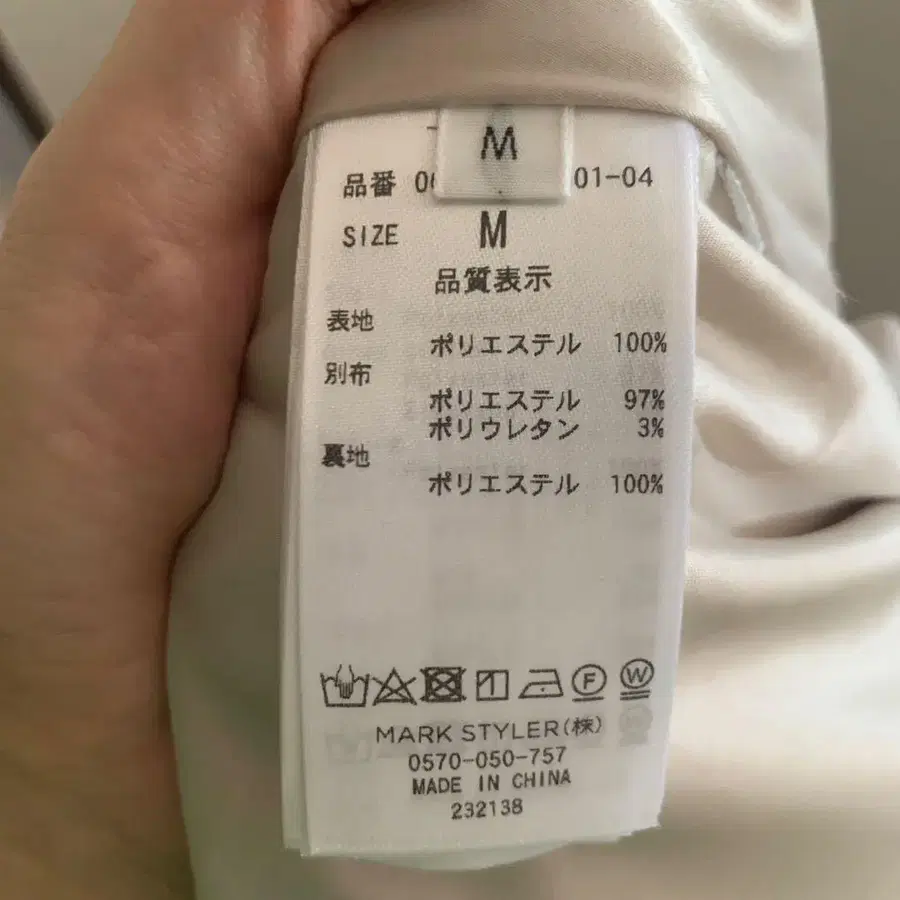 M
品番 0 01-04
SIZE M
品質表示
表地
ポリエステル 100%
別布
ポリエステル 97%
ポリウレタン 3%
裏地
ポリエステル 100%
F W
MARK STYLER(株)
0570-050-757
MADE IN CHINA
232138